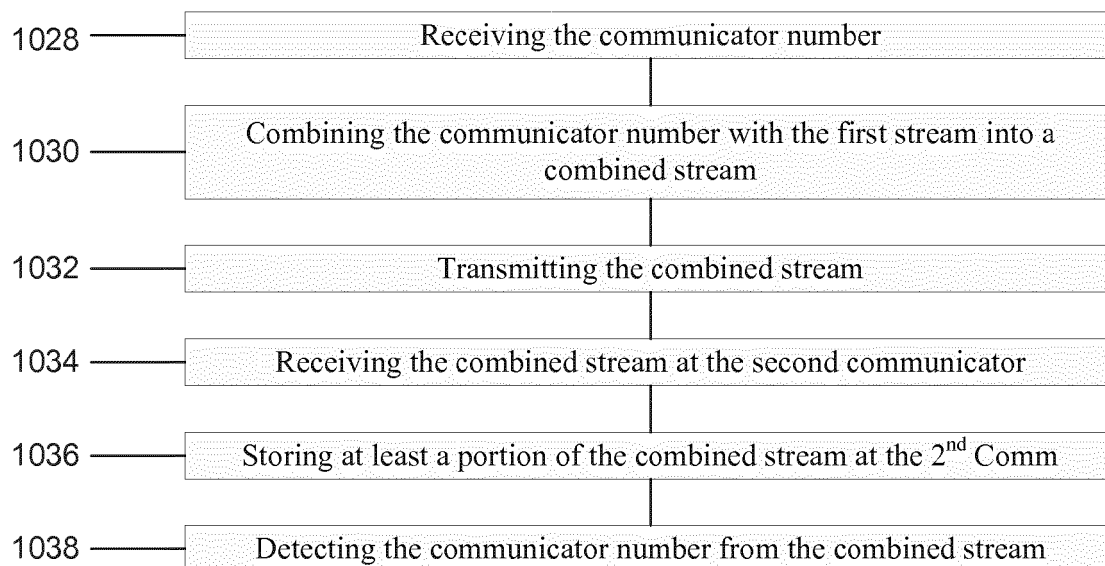 1028 Receiving the communicator number
1030 Combining the communicator number with the first stream into a
combined stream
1032 Transmitting the combined stream
1034 Receiving the combined stream at the second communicator
1036 Storing at least a portion of the combined stream at the 2nd Comm
1038 Detecting the communicator number from the combined stream